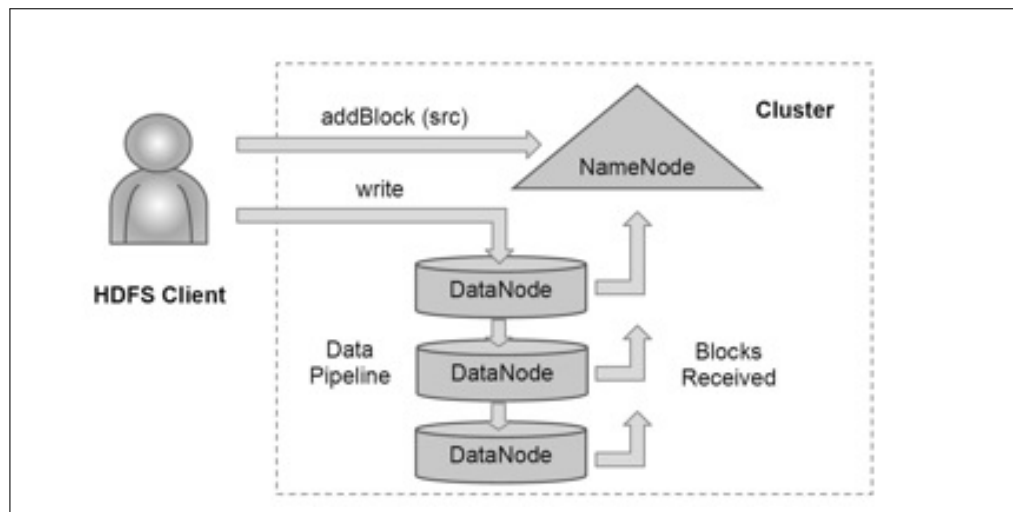 addBlock (src)
Cluster
NameNode
write
HDFS Client
DataNode
Data
Pipeline
DataNode
Blocks
Received
DataNode